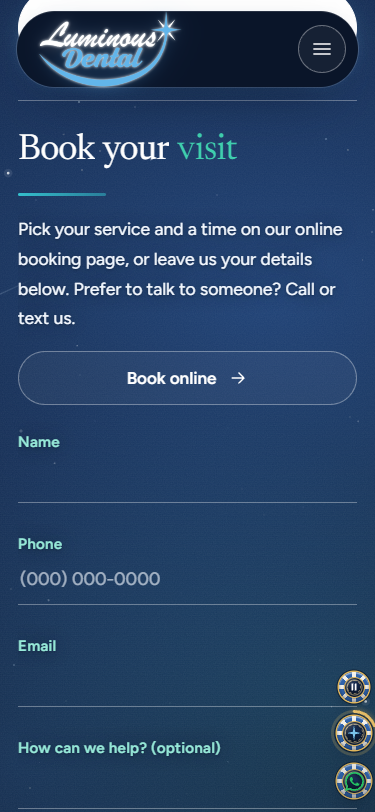 Luminous
Dental
Book your visit
Pick your service and a time on our online
booking page, or leave us your details
below. Prefer to talk to someone? Call or
text us.
Book online →
Name
Phone
(000) 000-0000
Email
How can we help? (optional)